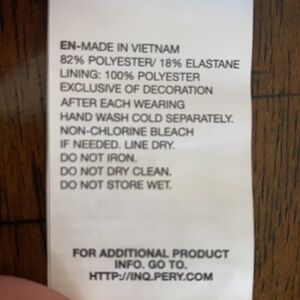 EN-MADE IN VIETNAM
82% POLYESTER/ 18% ELASTANE
LINING: 100% POLYESTER
EXCLUSIVE OF DECORATION
AFTER EACH WEARING
HAND WASH COLD SEPARATELY.
NON-CHLORINE BLEACH
IF NEEDED. LINE DRY.
DO NOT IRON.
DO NOT DRY CLEAN.
DO NOT STORE WET.
FOR ADDITIONAL PRODUCT
INFO. GO TO.
HTTP://INQ.PERY.COM